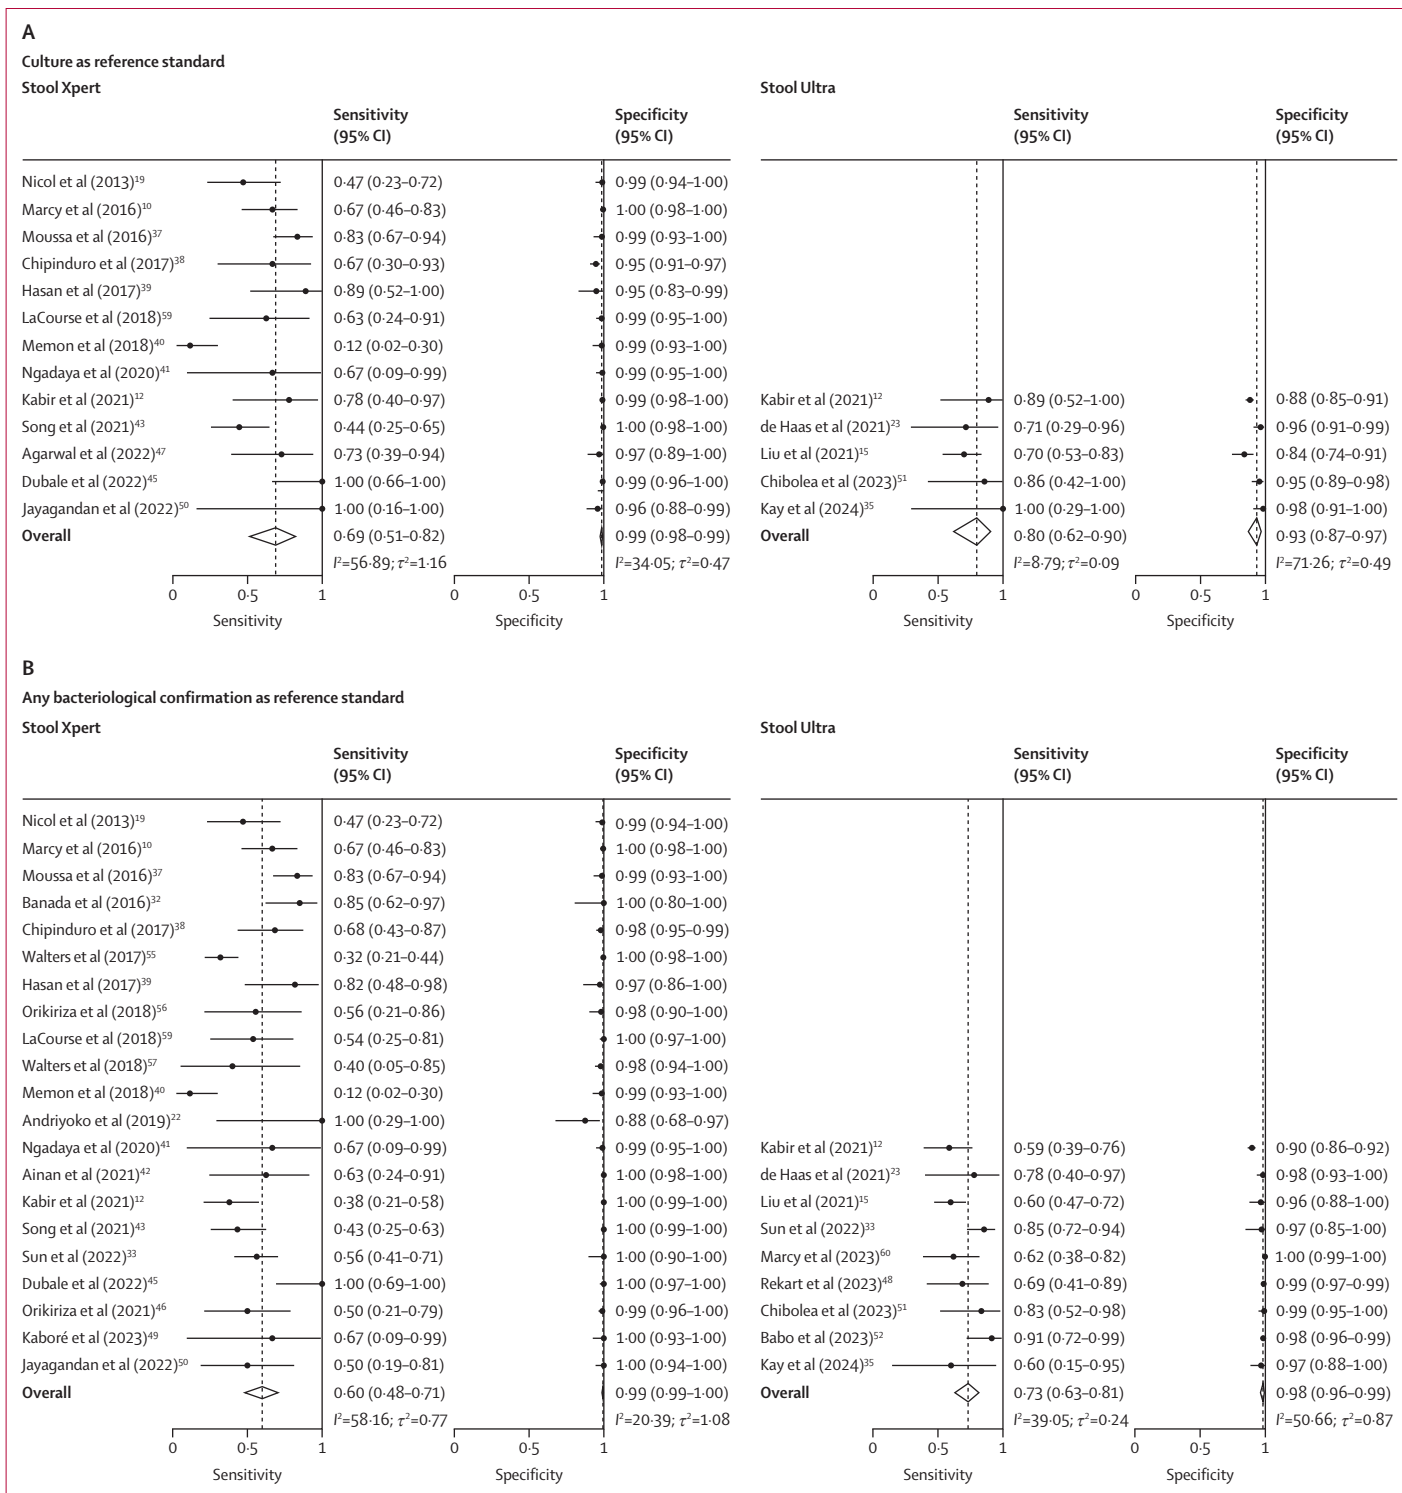 A
Culture as reference standard
Stool Xpert
Stool Ultra
Sensitivity (95% CI) Specificity (95% CI) Sensitivity (95% CI) Specificity (95% CI)
Nicol et al (2013)19 0·47 (0·23–0·72) 0·99 (0·94–1·00)
Marcy et al (2016)10 0·67 (0·46–0·83) 1·00 (0·98–1·00)
Moussa et al (2016)37 0·83 (0·67–0·94) 0·99 (0·93–1·00)
Chipinduro et al (2017)38 0·67 (0·30–0·93) 0·95 (0·91–0·97)
Hasan et al (2017)39 0·89 (0·52–1·00) 0·95 (0·83–0·99)
LaCourse et al (2018)59 0·63 (0·24–0·91) 0·99 (0·95–1·00)
Memon et al (2018)40 0·12 (0·02–0·30) 0·99 (0·93–1·00)
Ngadaya et al (2020)41 0·67 (0·09–0·99) 0·99 (0·95–1·00)
Kabir et al (2021)12 0·78 (0·40–0·97) 0·99 (0·98–1·00) Kabir et al (2021)12 0·89 (0·52–1·00) 0·88 (0·85–0·91)
Song et al (2021)43 0·44 (0·25–0·65) 1·00 (0·98–1·00) de Haas et al (2021)23 0·71 (0·29–0·96) 0·96 (0·91–0·99)
Agarwal et al (2022)47 0·73 (0·39–0·94) 0·97 (0·89–1·00) Liu et al (2021)15 0·70 (0·53–0·83) 0·84 (0·74–0·91)
Dubale et al (2022)45 1·00 (0·66–1·00) 0·99 (0·96–1·00) Chibolea et al (2023)51 0·86 (0·42–1·00) 0·95 (0·89–0·98)
Jayagandan et al (2022)50 1·00 (0·16–1·00) 0·96 (0·88–0·99) Kay et al (2024)35 1·00 (0·29–1·00) 0·98 (0·91–1·00)
Overall 0·69 (0·51–0·82) 0·99 (0·98–0·99) Overall 0·80 (0·62–0·90) 0·93 (0·87–0·97)
I²=56·89; τ²=1·16 I²=34·05; τ²=0·47 I²=8·79; τ²=0·09 I²=71·26; τ²=0·49
0 0·5 1 0 0·5 1 0 0·5 1 0 0·5 1
Sensitivity Specificity Sensitivity Specificity
B
Any bacteriological confirmation as reference standard
Stool Xpert
Stool Ultra
Sensitivity (95% CI) Specificity (95% CI) Sensitivity (95% CI) Specificity (95% CI)
Nicol et al (2013)19 0·47 (0·23–0·72) 0·99 (0·94–1·00)
Marcy et al (2016)10 0·67 (0·46–0·83) 1·00 (0·98–1·00)
Moussa et al (2016)37 0·83 (0·67–0·94) 0·99 (0·93–1·00)
Banada et al (2016)32 0·85 (0·62–0·97) 1·00 (0·80–1·00)
Chipinduro et al (2017)38 0·68 (0·43–0·87) 0·98 (0·95–0·99)
Walters et al (2017)55 0·32 (0·21–0·44) 1·00 (0·98–1·00)
Hasan et al (2017)39 0·82 (0·48–0·98) 0·97 (0·86–1·00)
Orikiriza et al (2018)56 0·56 (0·21–0·86) 0·98 (0·90–1·00)
LaCourse et al (2018)59 0·54 (0·25–0·81) 1·00 (0·97–1·00)
Walters et al (2018)57 0·40 (0·05–0·85) 0·98 (0·94–1·00)
Memon et al (2018)40 0·12 (0·02–0·30) 0·99 (0·93–1·00)
Andriyoko et al (2019)22 1·00 (0·29–1·00) 0·88 (0·68–0·97)
Ngadaya et al (2020)41 0·67 (0·09–0·99) 0·99 (0·95–1·00) Kabir et al (2021)12 0·59 (0·39–0·76) 0·90 (0·86–0·92)
Ainan et al (2021)42 0·63 (0·24–0·91) 1·00 (0·98–1·00) de Haas et al (2021)23 0·78 (0·40–0·97) 0·98 (0·93–1·00)
Kabir et al (2021)12 0·38 (0·21–0·58) 1·00 (0·99–1·00) Liu et al (2021)15 0·60 (0·47–0·72) 0·96 (0·88–1·00)
Song et al (2021)43 0·43 (0·25–0·63) 1·00 (0·99–1·00) Sun et al (2022)33 0·85 (0·72–0·94) 0·97 (0·85–1·00)
Sun et al (2022)33 0·56 (0·41–0·71) 1·00 (0·90–1·00) Marcy et al (2023)60 0·62 (0·38–0·82) 1·00 (0·99–1·00)
Dubale et al (2022)45 1·00 (0·69–1·00) 1·00 (0·97–1·00) Rekart et al (2023)48 0·69 (0·41–0·89) 0·99 (0·97–0·99)
Orikiriza et al (2021)46 0·50 (0·21–0·79) 0·99 (0·96–1·00) Chibolea et al (2023)51 0·83 (0·52–0·98) 0·99 (0·95–1·00)
Kaboré et al (2023)49 0·67 (0·09–0·99) 1·00 (0·93–1·00) Babo et al (2023)52 0·91 (0·72–0·99) 0·98 (0·96–0·99)
Jayagandan et al (2022)50 0·50 (0·19–0·81) 1·00 (0·94–1·00) Kay et al (2024)35 0·60 (0·15–0·95) 0·97 (0·88–1·00)
Overall 0·60 (0·48–0·71) 0·99 (0·99–1·00) Overall 0·73 (0·63–0·81) 0·98 (0·96–0·99)
I²=58·16; τ²=0·77 I²=20·39; τ²=1·08 I²=39·05; τ²=0·24 I²=50·66; τ²=0·87
0 0·5 1 0 0·5 1 0 0·5 1 0 0·5 1
Sensitivity Specificity Sensitivity Specificity